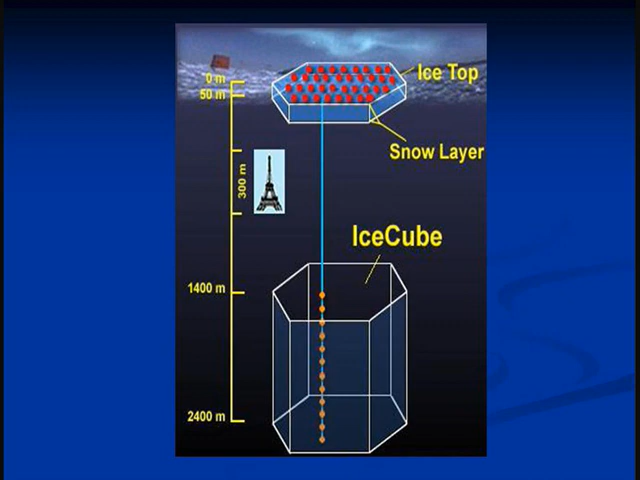 Ice Top
0 m
50 m
Snow Layer
300 m
IceCube
1400 m
2400 m